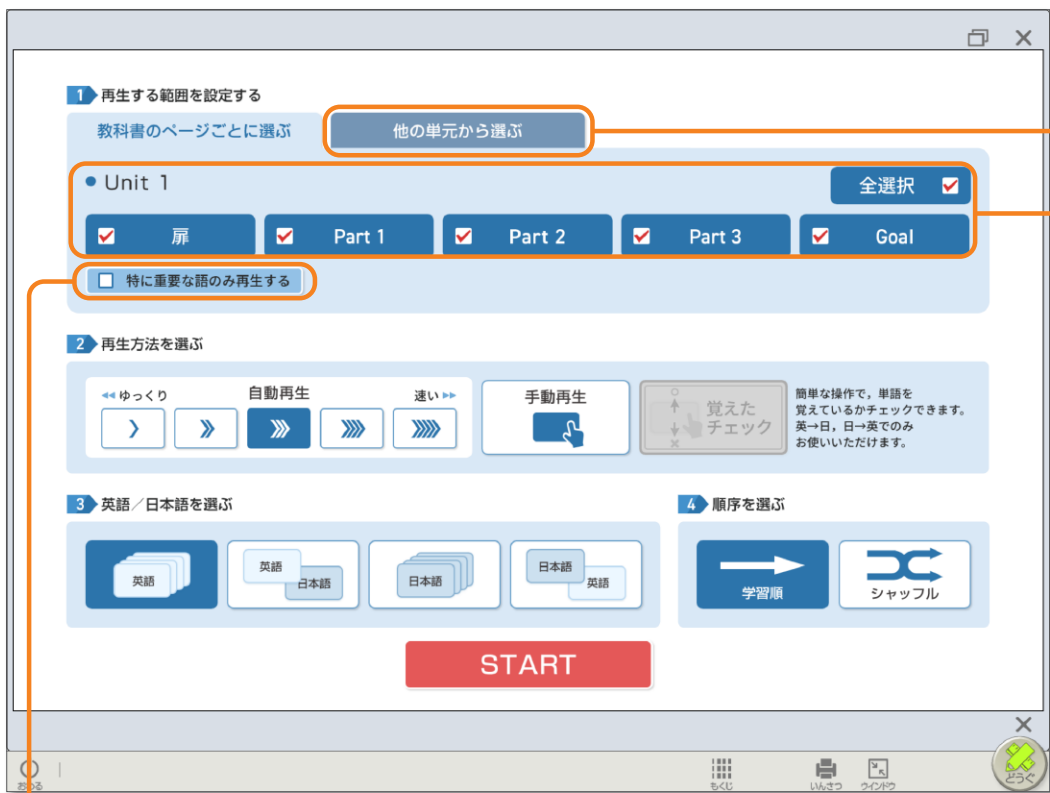 1 再生する範囲を設定する
教科書のページごとに選ぶ 他の単元から選ぶ
Unit 1 全選択
扉 Part 1 Part 2 Part 3 Goal
特に重要な語のみ再生する
2 再生方法を選ぶ
ゆっくり 自動再生 速い
手動再生
覚えた
チェック
簡単な操作で,単語を
覚えているかチェックできます。
英→日,日→英でのみ
お使いいただけます。
3 英語/日本語を選ぶ
4 順序を選ぶ
英語
英語
日本語
日本語
日本語
英語
学習順
シャッフル
START
おわる
もくじ
いんさつ
ウインドウ
どうぐ